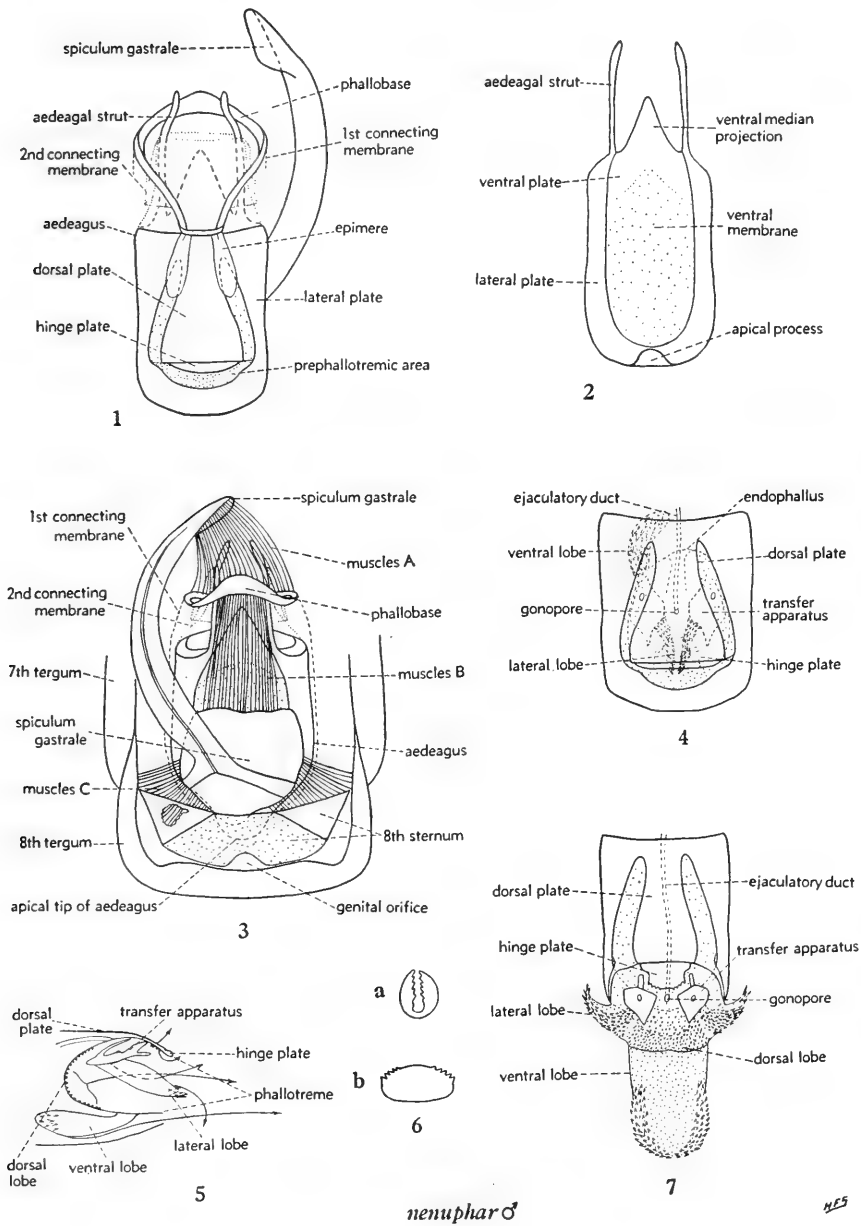 spiculum gastrale
phallobase
aedeagal strut
1st connecting
membrane
2nd connecting
membrane
aedeagus
epimere
dorsal plate
lateral plate
hinge plate
prephallotremic area
1
aedeagal strut
ventral median
projection
ventral plate
ventral
membrane
lateral plate
apical process
2
spiculum gastrale
1st connecting
membrane
muscles A
2nd connecting
membrane
phallobase
7th tergum
muscles B
spiculum
gastrale
aedeagus
muscles C
8th tergum
8th sternum
apical tip of aedeagus
genital orifice
3
ejaculatory duct
endophallus
ventral lobe
dorsal plate
gonopore
transfer
apparatus
lateral lobe
hinge plate
4
dorsal
plate
transfer apparatus
hinge plate
phallotreme
lateral lobe
dorsal
lobe
ventral lobe
5
a
b
6
dorsal plate
ejaculatory duct
hinge plate
transfer apparatus
lateral lobe
gonopore
dorsal lobe
ventral lobe
7
nenuphar ♂
MFS